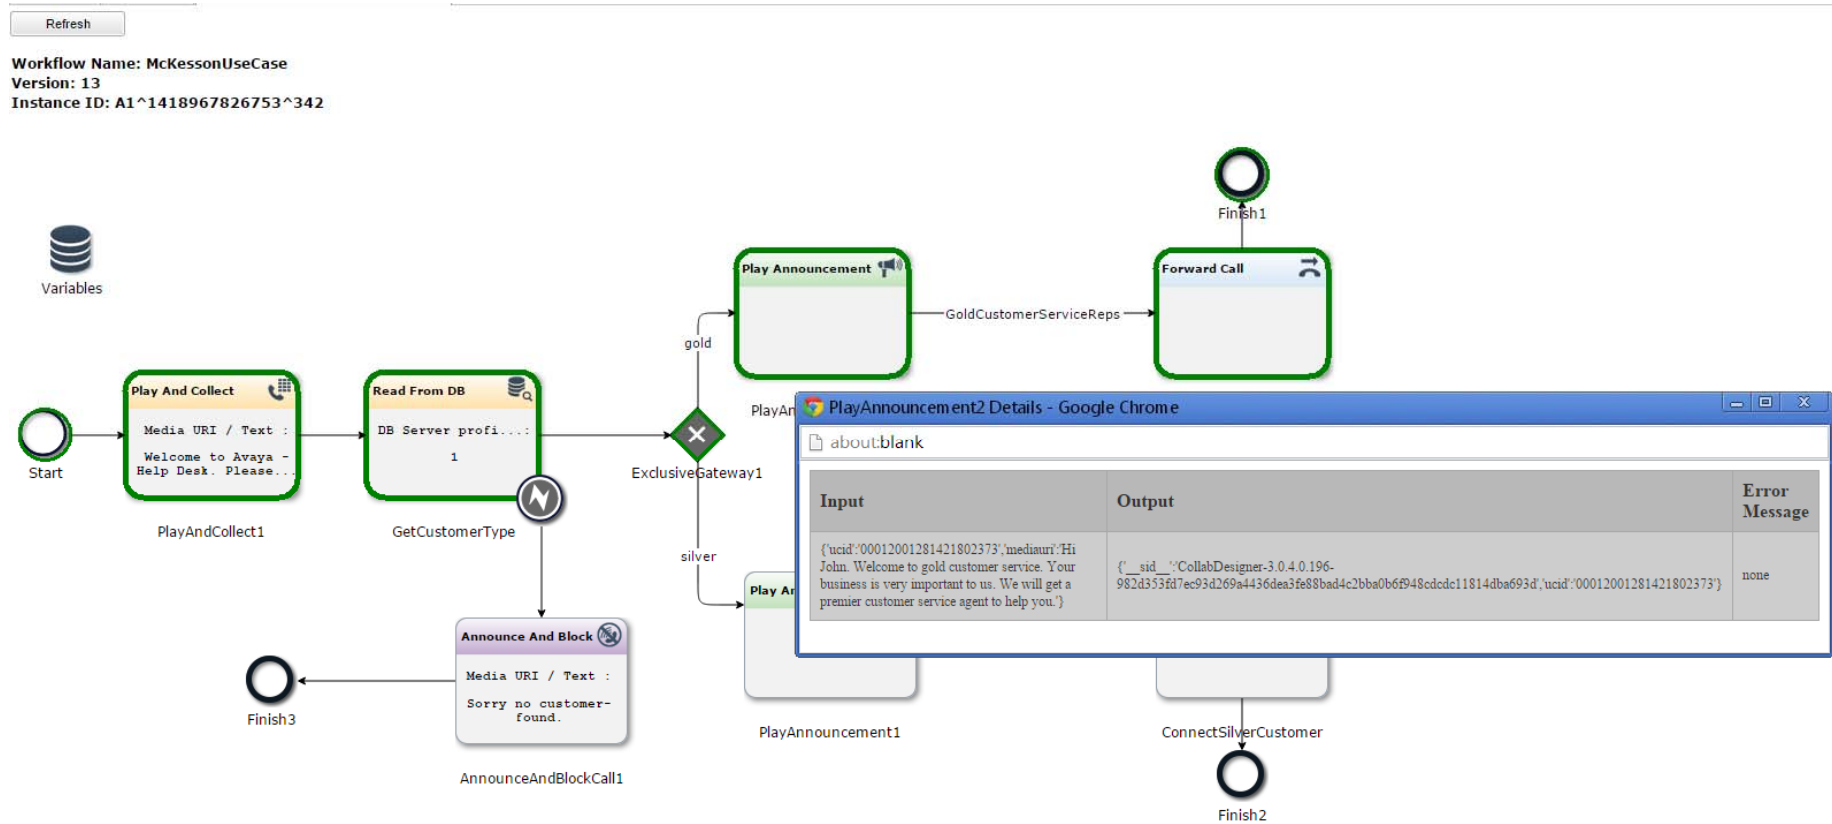 Refresh
Workflow Name: McKessonUseCase
Version: 13
Instance ID: A1^1418967826753^342
Finish1
Variables
Play Announcement
Forward Call
GoldCustomerServiceReps
gold
Play And Collect
Media URI / Text :
Welcome to Avaya -
Help Desk. Please...
Read From DB
DB Server profi...:
1
Start
PlayAndCollect1
GetCustomerType
ExclusiveGateway1
PlayAn
PlayAnnouncement2 Details - Google Chrome
about:blank
Input
Output
Error
Message
{'ucid':'00012001281421802373','mediauri':'Hi
John. Welcome to gold customer service. Your
business is very important to us. We will get a
premier customer service agent to help you.'}
{'__sid__':'CollabDesigner-3.0.4.0.196-
982d353fd7ec93d269a4436dea3fe88bad4c2bba0b6f948cdcdc11814dba693d','ucid':'00012001281421802373'}
none
silver
Play An
Announce And Block
Media URI / Text :
Sorry no customer-
found.
Finish3
AnnounceAndBlockCall1
PlayAnnouncement1
ConnectSilverCustomer
Finish2